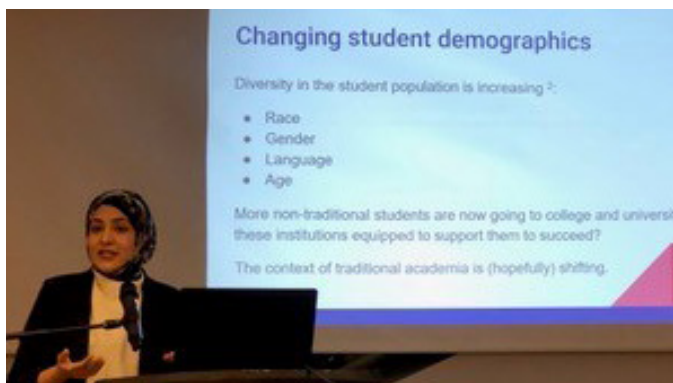 Changing student demographics
Diversity in the student population is increasing ²:
● Race
● Gender
● Language
● Age
More non-traditional students are now going to college and universi
these institutions equipped to support them to succeed?
The context of traditional academia is (hopefully) shifting.